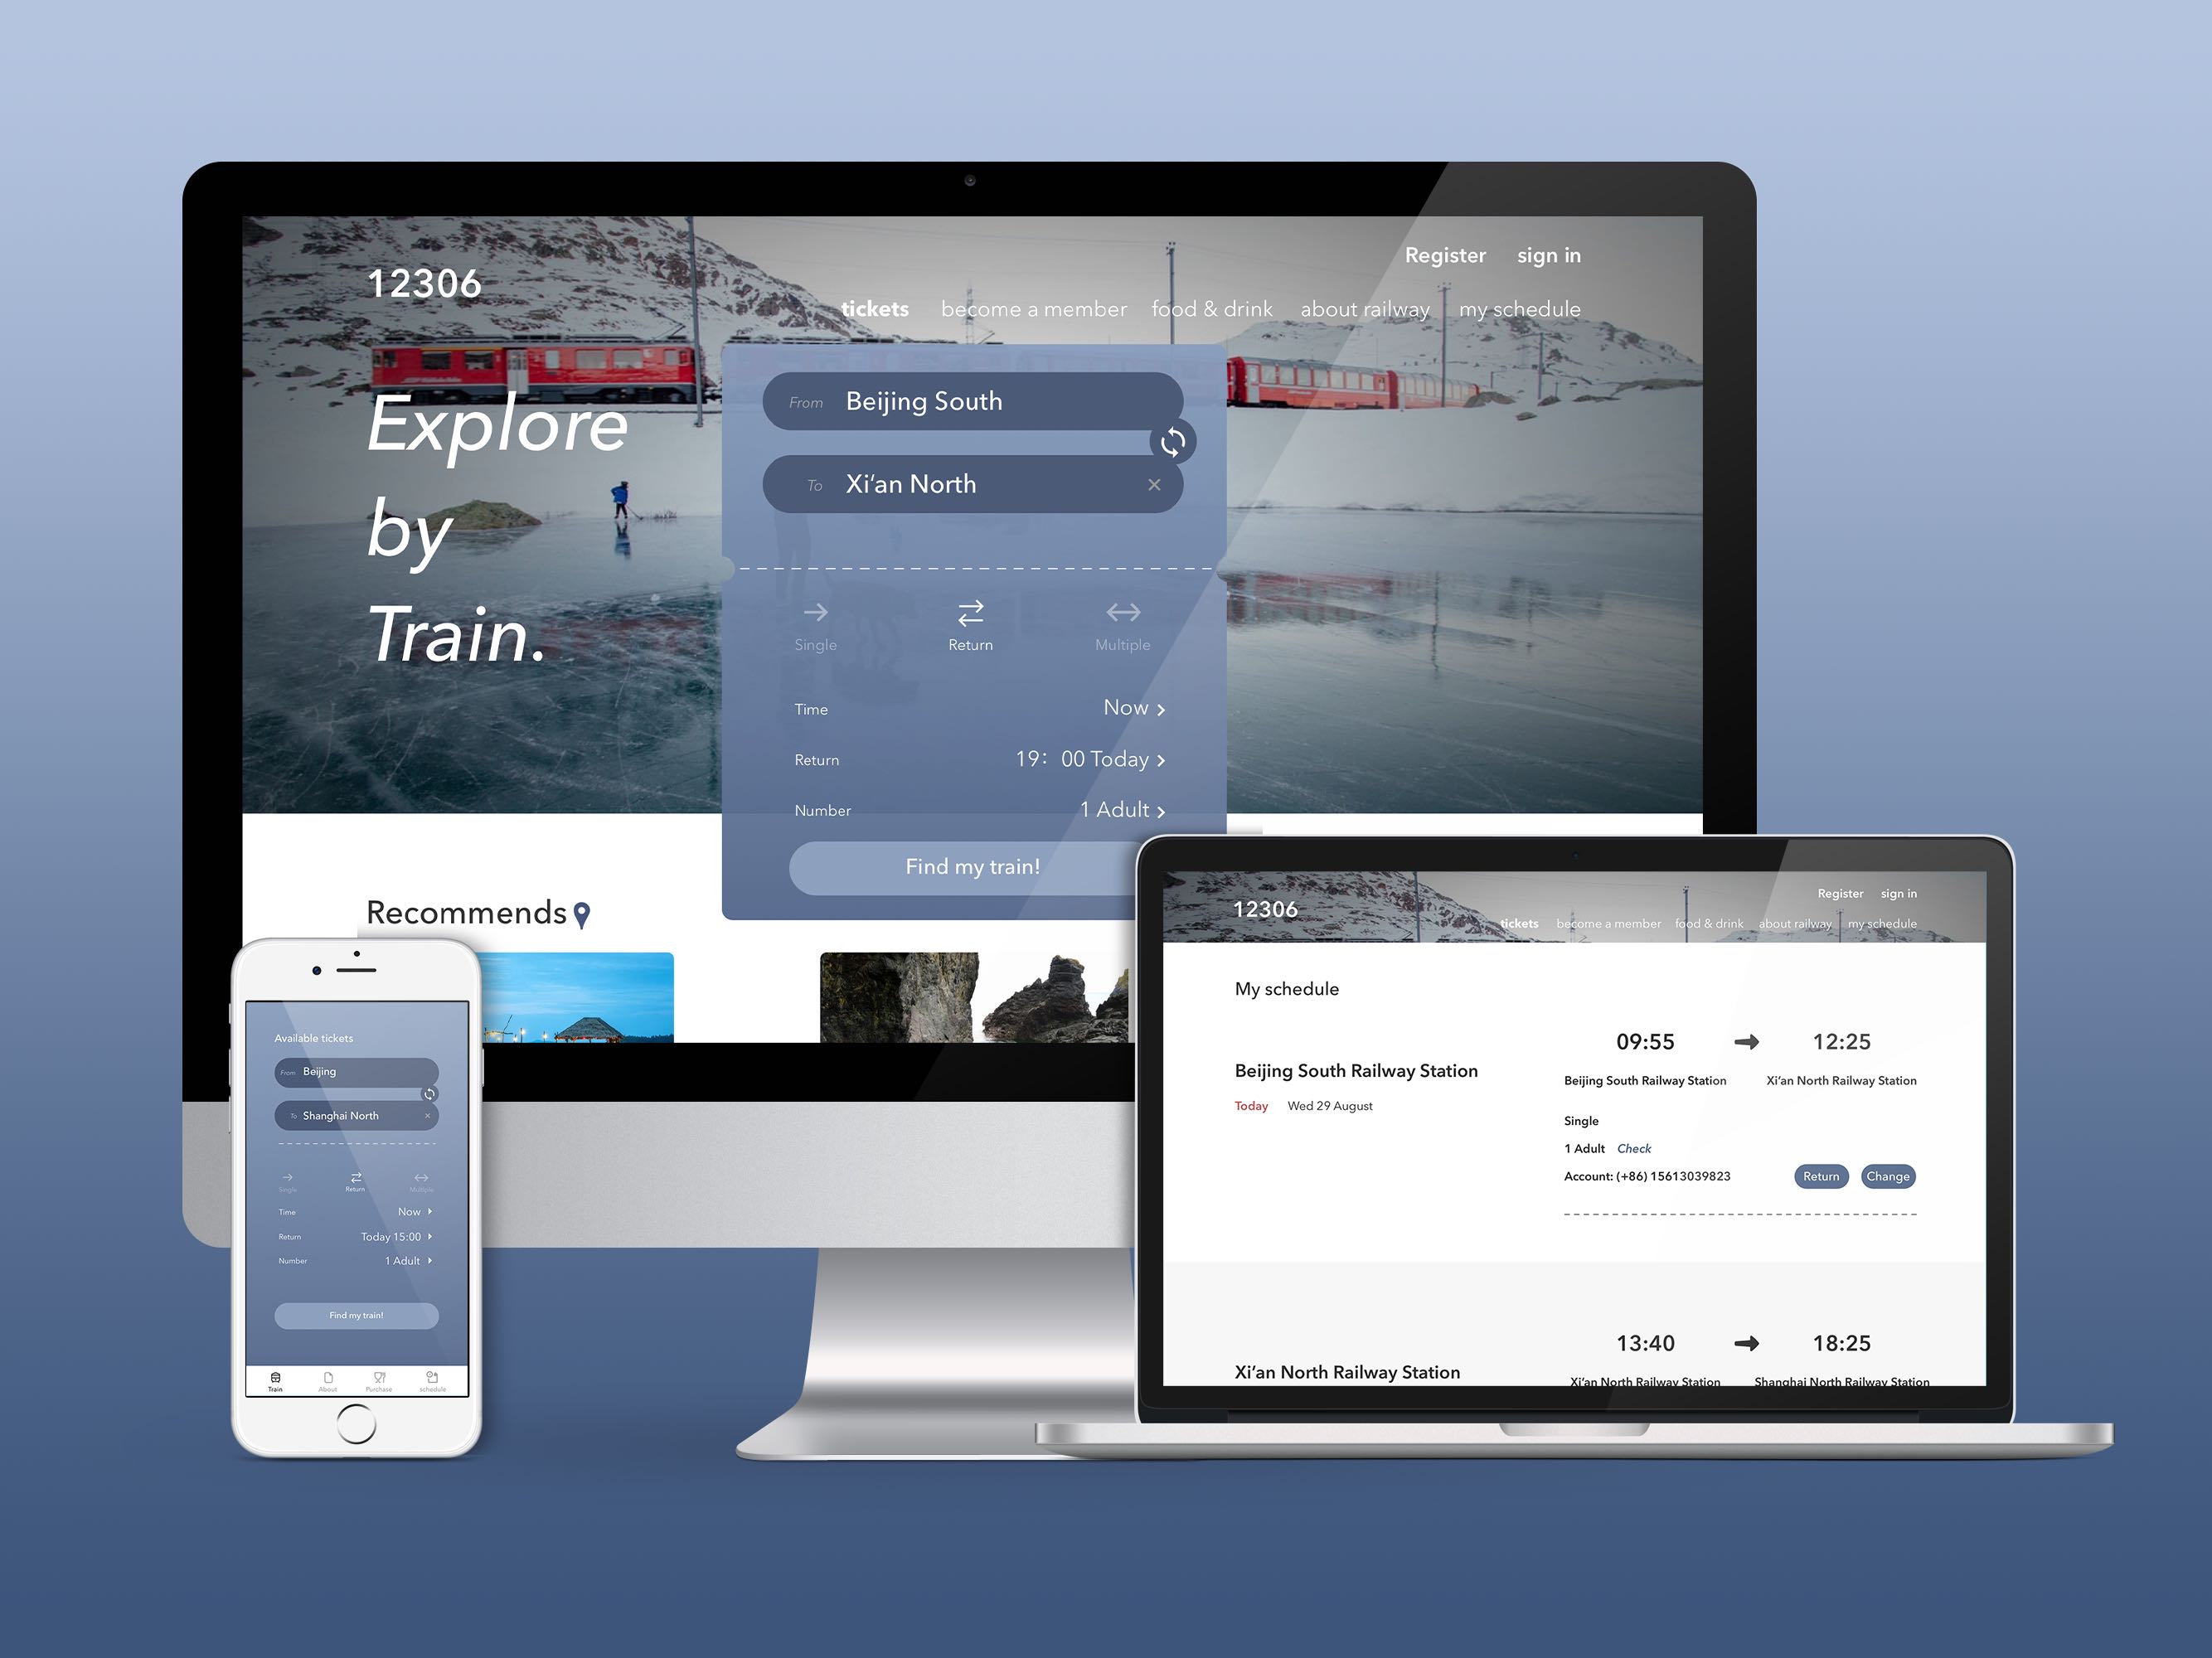 12306
Register sign in
tickets become a member food & drink about railway my schedule
Explore
by
Train.
From Beijing South
To Xi'an North ×
Single Return Multiple
Time Now
Return 19: 00 Today
Number 1 Adult
Find my train!
Recommends
Available tickets
From Beijing
To Shanghai North ×
Single Return Multiple
Time Now
Return Today 15:00
Number 1 Adult
Find my train!
Train About Purchase schedule
12306
Register sign in
tickets become a member food & drink about railway my schedule
My schedule
Beijing South Railway Station
Today Wed 29 August
09:55 12:25
Beijing South Railway Station Xi'an North Railway Station
Single
1 Adult Check
Account: (+86) 15613039823 Return Change
Xi'an North Railway Station
13:40 18:25
Xi'an North Railway Station Shanghai North Railway Station